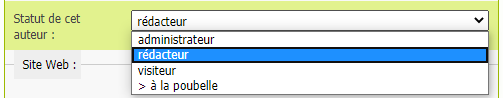 Statut de cet
auteur :
rédacteur
administrateur
rédacteur
visiteur
> à la poubelle
Site Web :